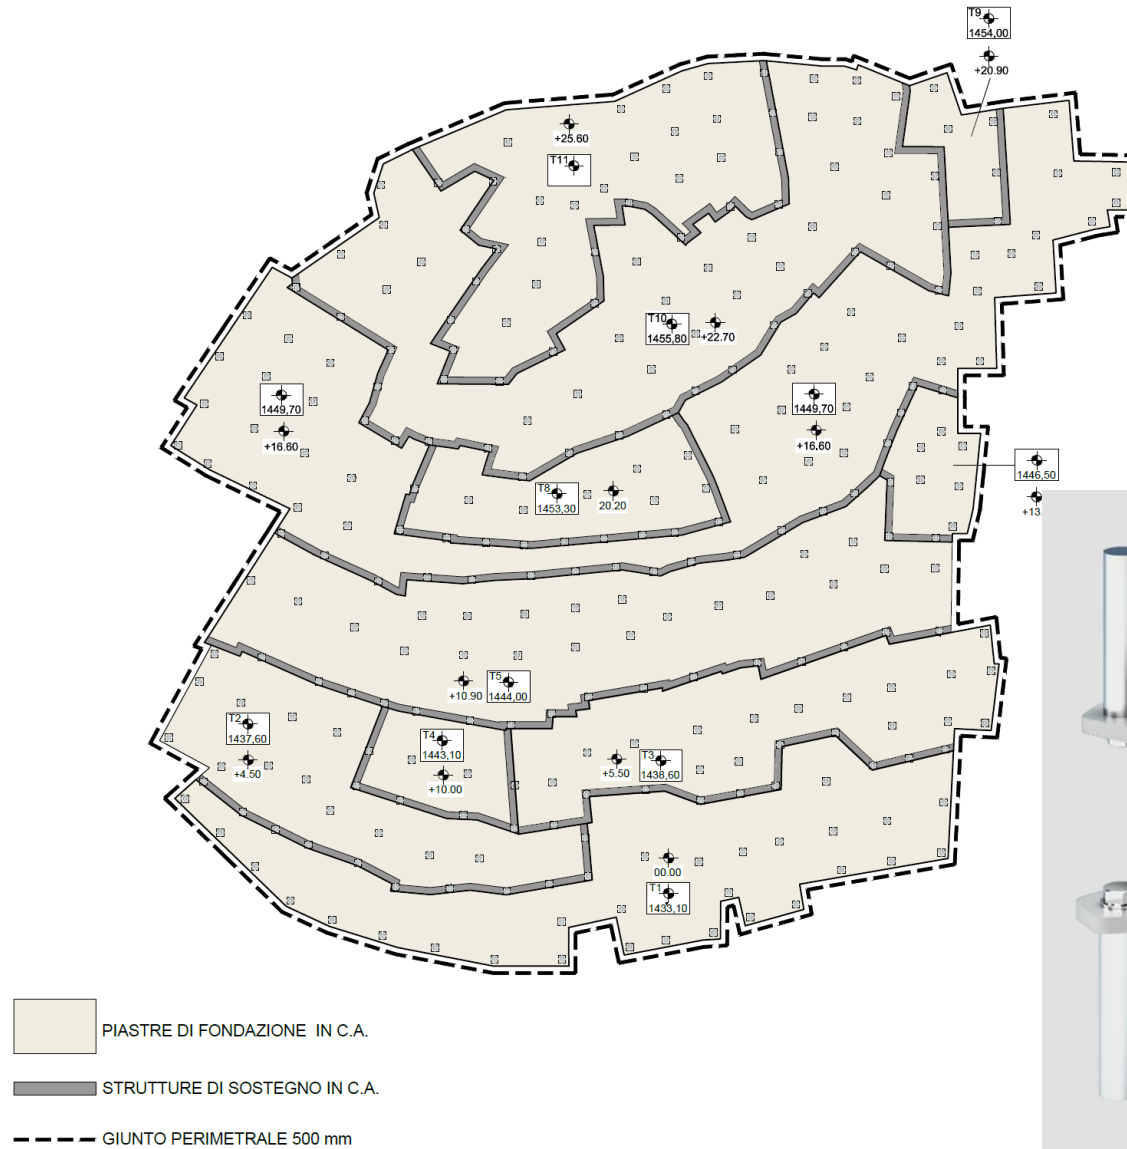 T9
1454,00
+20.90
+25.60
T11
T10
1455,80
+22.70
1449,70
+16.60
1449,70
+16.60
1446,50
+13.
T8
1453,30
20.20
+10.90
T5
1444,00
T2
1437,60
+4.50
T4
1443,10
+10.00
+5.50
T3
1438,60
00.00
T1
1433,10
PIASTRE DI FONDAZIONE IN C.A.
STRUTTURE DI SOSTEGNO IN C.A.
GIUNTO PERIMETRALE 500 mm